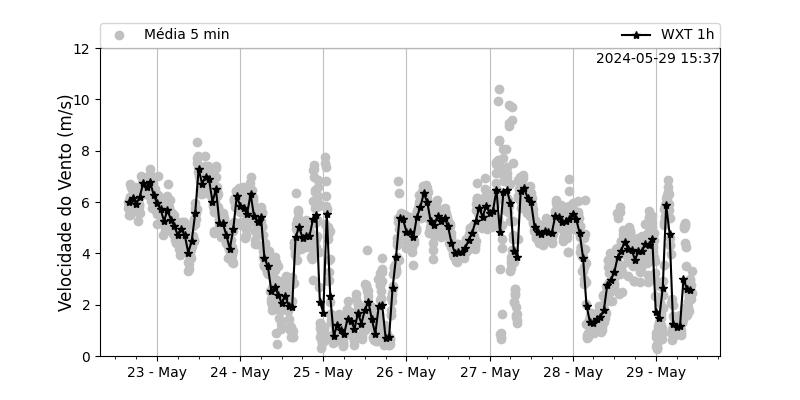 Média 5 min
WXT 1h
2024-05-29 15:37
Velocidade do Vento (m/s)
12
10
8
6
4
2
0
23 - May
24 - May
25 - May
26 - May
27 - May
28 - May
29 - May